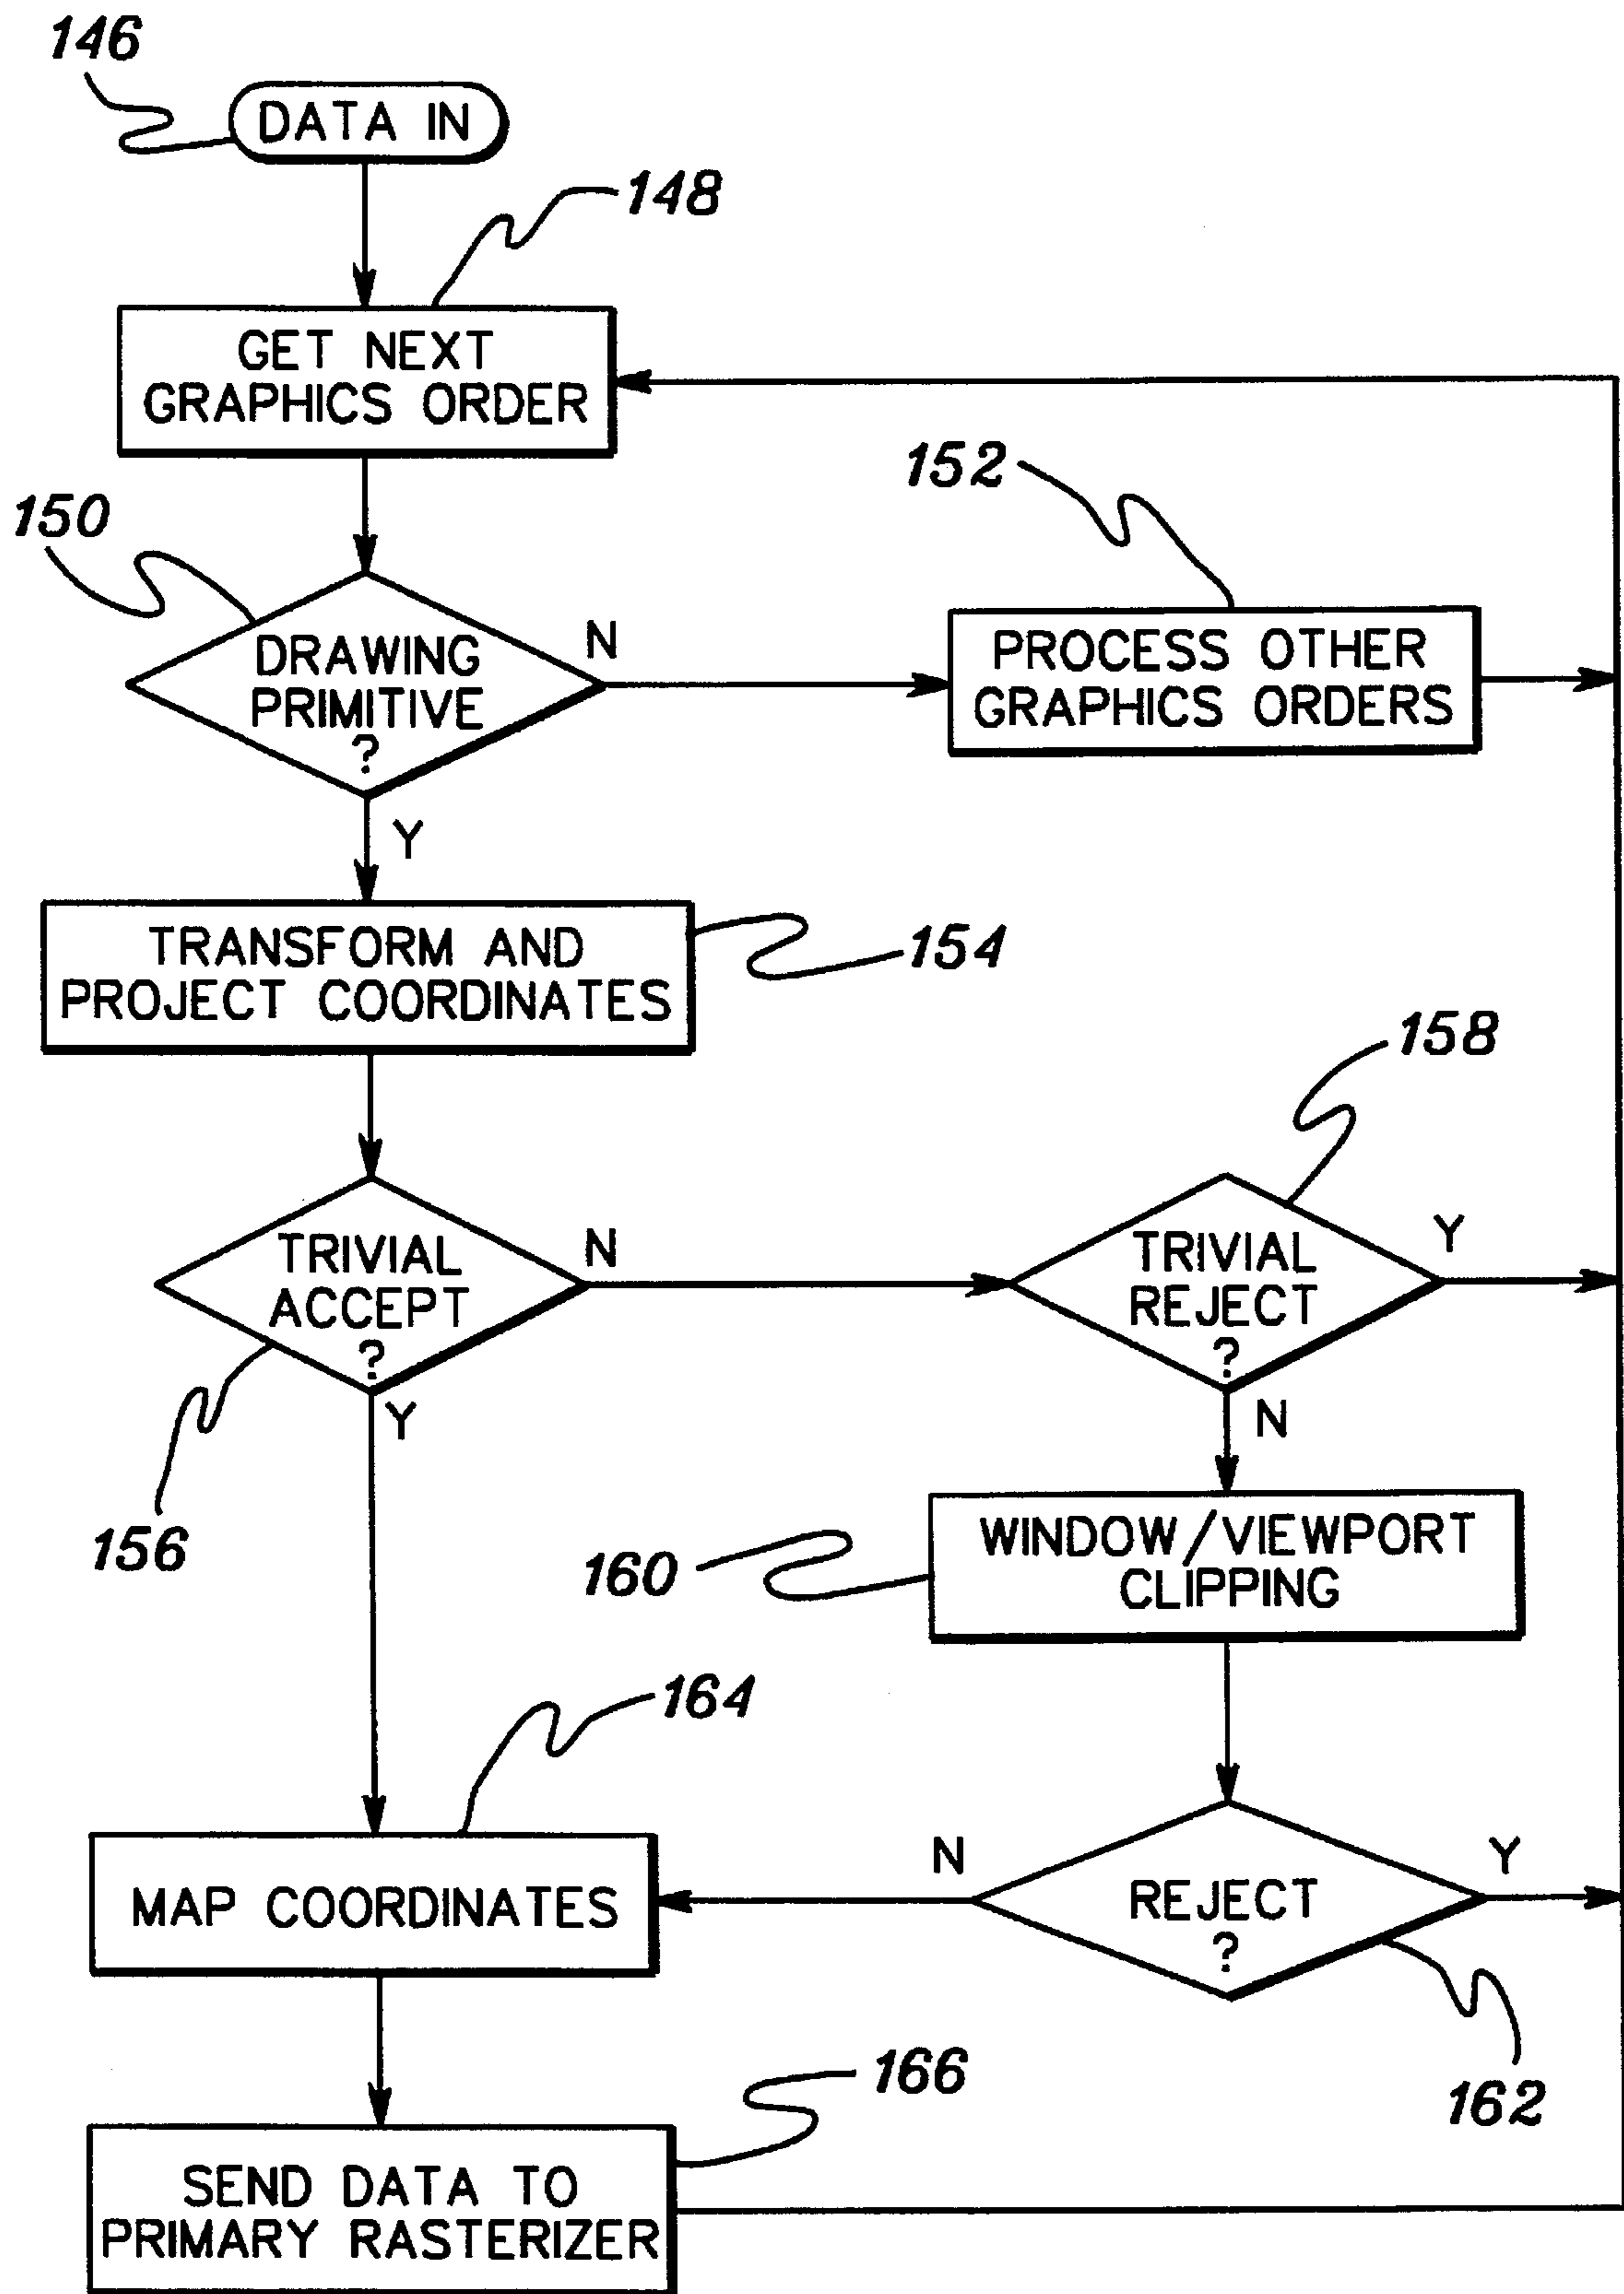 146
DATA IN
148
GET NEXT
GRAPHICS ORDER
152
150
DRAWING
PRIMITIVE
?
N
PROCESS OTHER
GRAPHICS ORDERS
Y
TRANSFORM AND
PROJECT COORDINATES
154
158
TRIVIAL
ACCEPT
?
N
TRIVIAL
REJECT
?
Y
Y
N
156
160
WINDOW/VIEWPORT
CLIPPING
164
MAP COORDINATES
N
REJECT
?
Y
166
162
SEND DATA TO
PRIMARY RASTERIZER